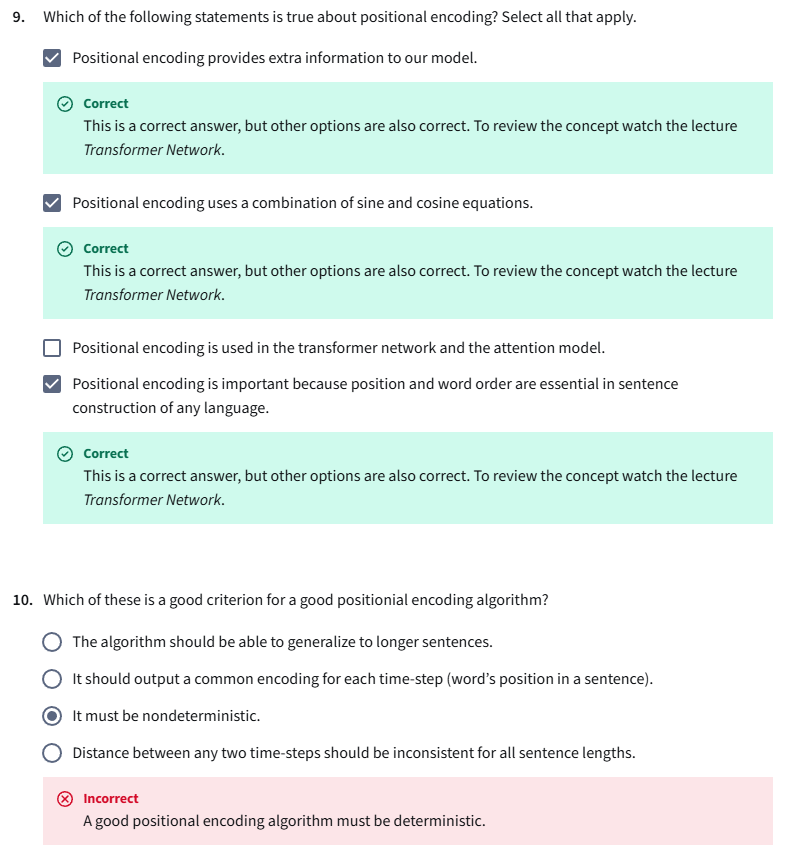 9. Which of the following statements is true about positional encoding? Select all that apply.
Positional encoding provides extra information to our model.
Correct
This is a correct answer, but other options are also correct. To review the concept watch the lecture
Transformer Network.
Positional encoding uses a combination of sine and cosine equations.
Correct
This is a correct answer, but other options are also correct. To review the concept watch the lecture
Transformer Network.
Positional encoding is used in the transformer network and the attention model.
Positional encoding is important because position and word order are essential in sentence
construction of any language.
Correct
This is a correct answer, but other options are also correct. To review the concept watch the lecture
Transformer Network.
10. Which of these is a good criterion for a good positionial encoding algorithm?
The algorithm should be able to generalize to longer sentences.
It should output a common encoding for each time-step (word’s position in a sentence).
It must be nondeterministic.
Distance between any two time-steps should be inconsistent for all sentence lengths.
Incorrect
A good positional encoding algorithm must be deterministic.